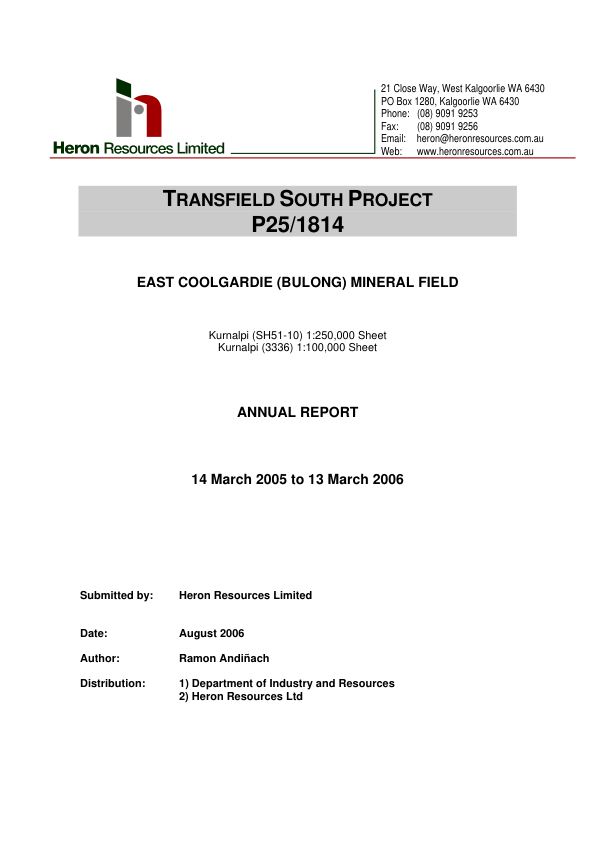 21 Close Way, West Kalgoorlie WA 6430
PO Box 1280, Kalgoorlie WA 6430
Phone: (08) 9091 9253
Fax: (08) 9091 9256
Email: heron@heronresources.com.au
Web: www.heronresources.com.au
Heron Resources Limited
TRANSFIELD SOUTH PROJECT
P25/1814
EAST COOLGARDIE (BULONG) MINERAL FIELD
Kurnalpi (SH51-10) 1:250,000 Sheet
Kurnalpi (3336) 1:100,000 Sheet
ANNUAL REPORT
14 March 2005 to 13 March 2006
Submitted by: Heron Resources Limited
Date: August 2006
Author: Ramon Andiñach
Distribution: 1) Department of Industry and Resources
2) Heron Resources Ltd